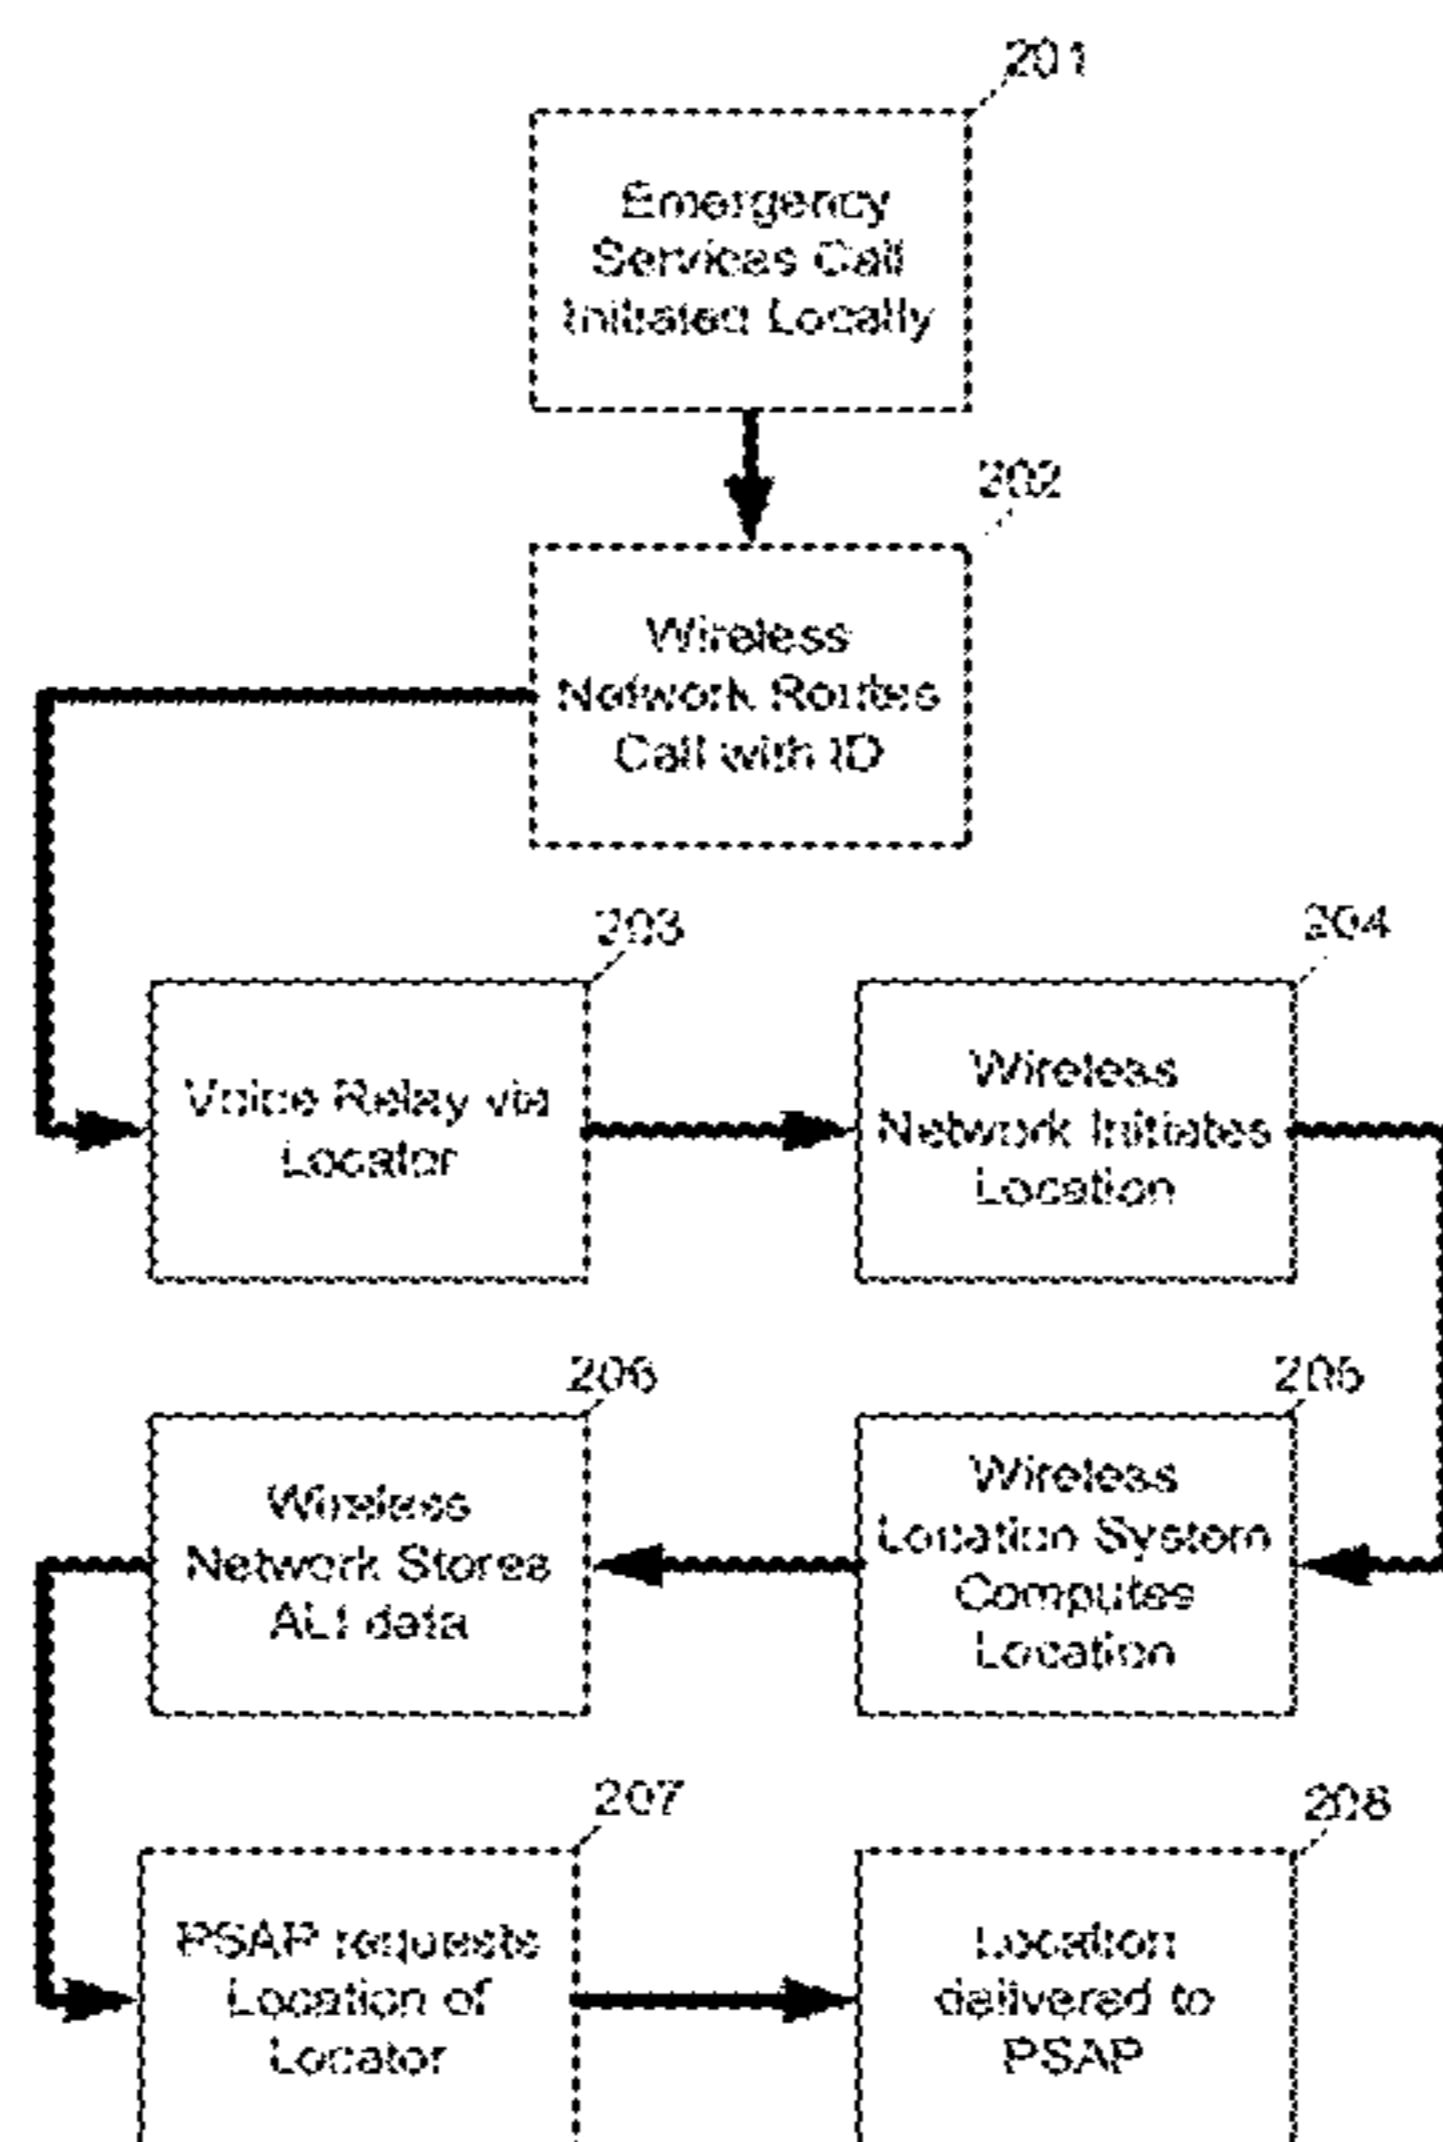 201
Emergency
Services Call
Initiated Locally
202
Wireless
Network Routes
Call with ID
203
Voice Relay via
Locator
204
Wireless
Network Initiates
Location
206
Wireless
Network Stores
ALI data
205
Wireless
Location System
Computes
Location
207
PSAP requests
Location of
Locator
208
Location
delivered to
PSAP